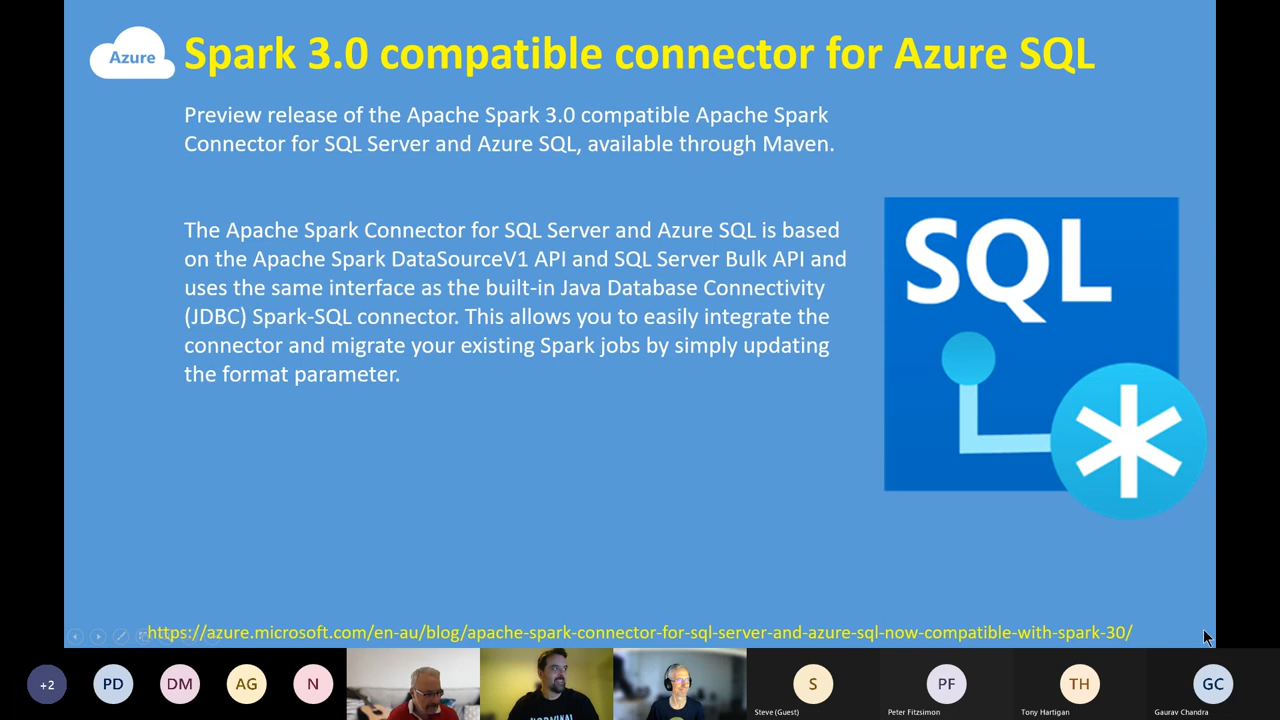 Azure
Spark 3.0 compatible connector for Azure SQL
Preview release of the Apache Spark 3.0 compatible Apache Spark
Connector for SQL Server and Azure SQL, available through Maven.
The Apache Spark Connector for SQL Server and Azure SQL is based
on the Apache Spark DataSourceV1 API and SQL Server Bulk API and
uses the same interface as the built-in Java Database Connectivity
(JDBC) Spark-SQL connector. This allows you to easily integrate the
connector and migrate your existing Spark jobs by simply updating
the format parameter.
SQL
https://azure.microsoft.com/en-au/blog/apache-spark-connector-for-sql-server-and-azure-sql-now-compatible-with-spark-30/
+2
PD
DM
AG
N
S
PF
TH
GC
Steve (Guest)
Peter Fitzsimon
Tony Hartigan
Gaurav Chandra